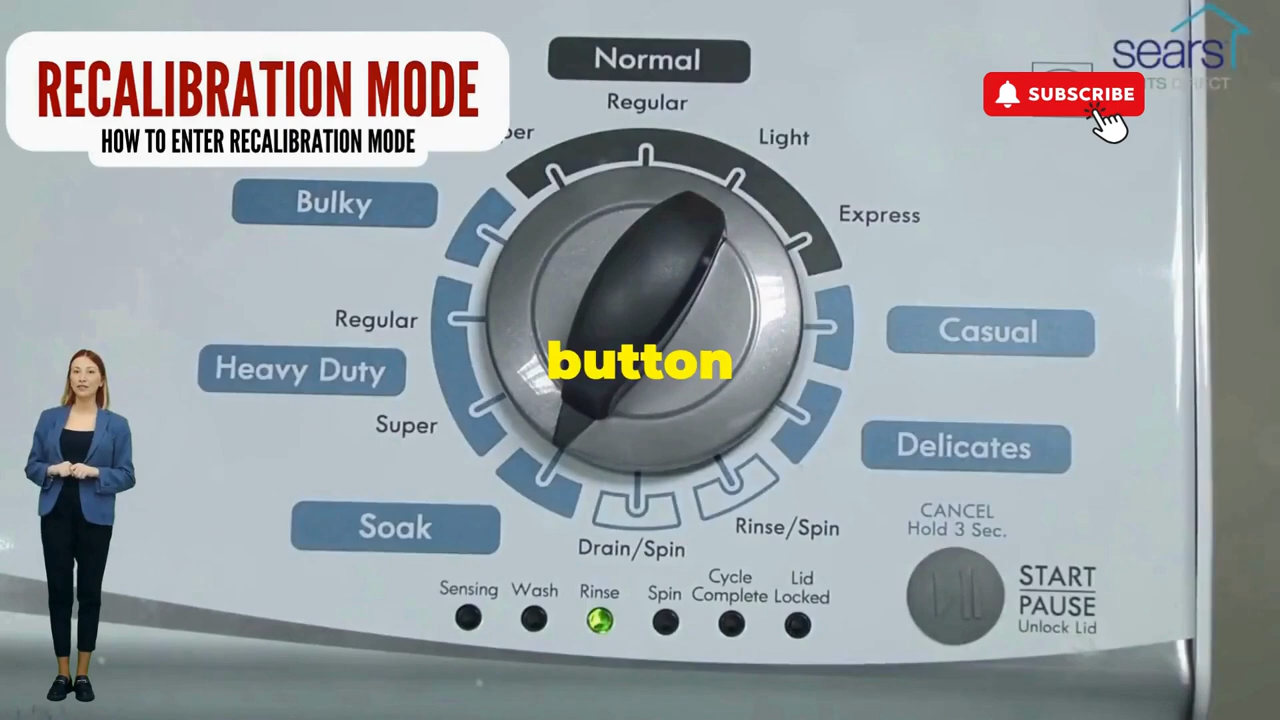 RECALIBRATION MODE
HOW TO ENTER RECALIBRATION MODE
sears
SUBSCRIBE
Normal
Regular
Light
Express
Bulky
Regular
Heavy Duty
Super
button
Casual
Delicates
Soak
Drain/Spin
Rinse/Spin
CANCEL
Hold 3 Sec.
Sensing
Wash
Rinse
Spin
Cycle
Complete
Lid
Locked
START
PAUSE
Unlock Lid